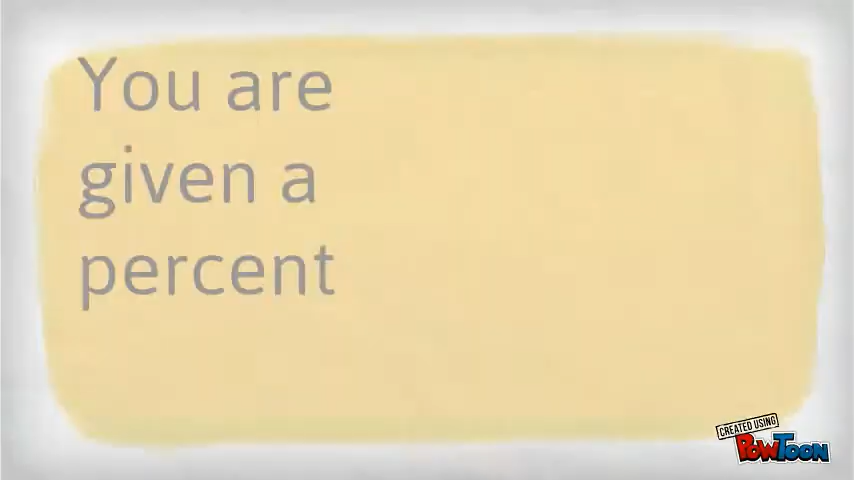 You are
given a
percent
CREATED USING
POWTOON